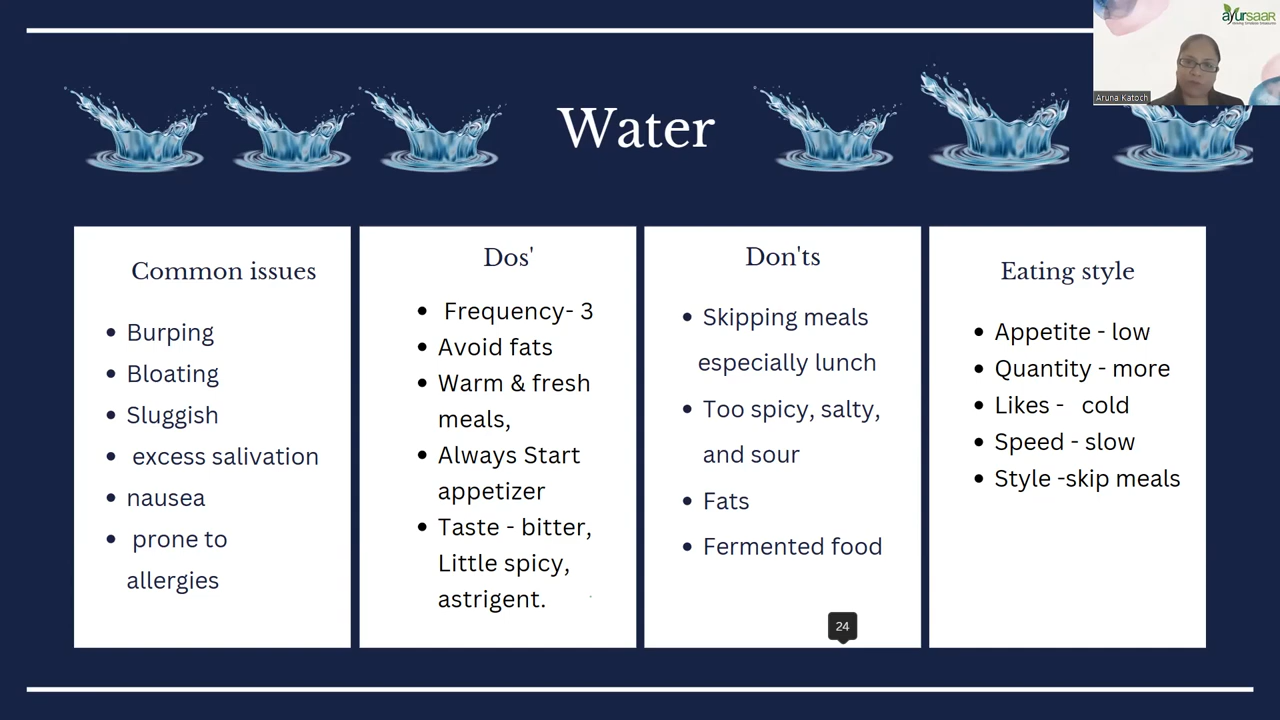 ayursaar
Aruna Katoch
Water
Common issues
Burping
Bloating
Sluggish
excess salivation
nausea
prone to
allergies
Dos'
Frequency- 3
Avoid fats
Warm & fresh
meals,
Always Start
appetizer
Taste - bitter,
Little spicy,
astrigent.
Don'ts
Skipping meals
especially lunch
Too spicy, salty,
and sour
Fats
Fermented food
24
Eating style
Appetite - low
Quantity - more
Likes - cold
Speed - slow
Style -skip meals